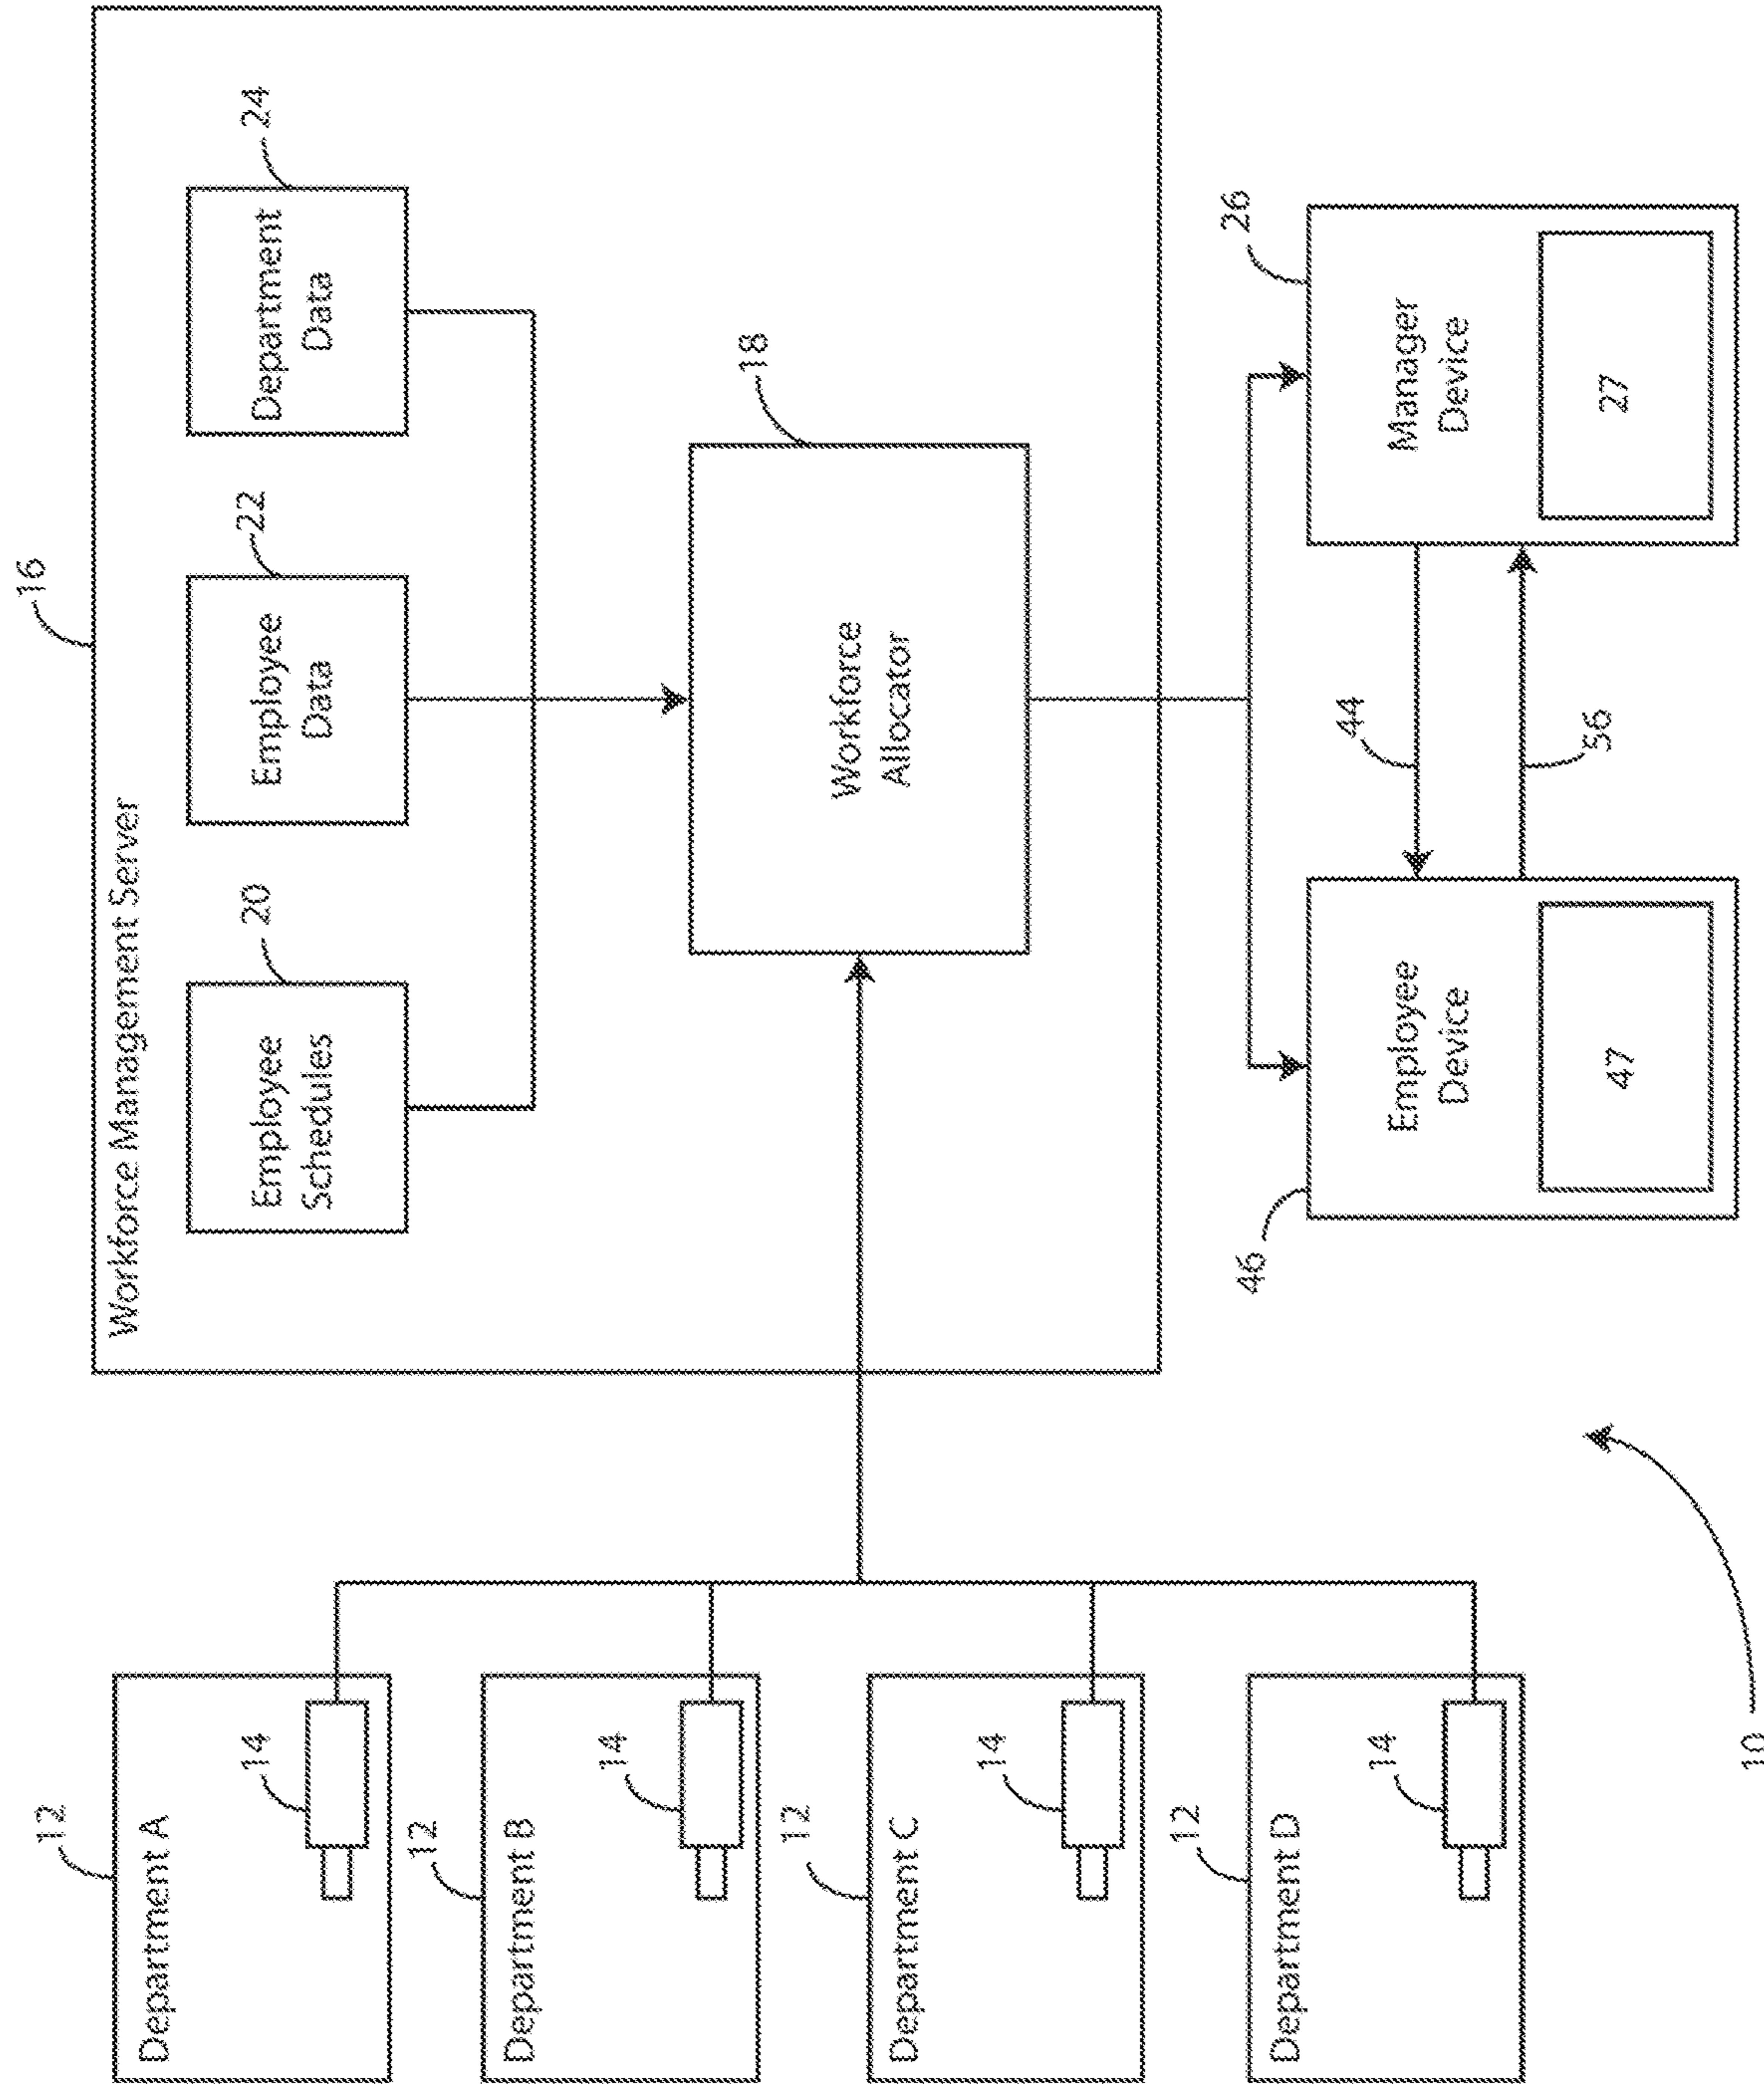 16
Workforce Management Server
20
22
24
Employee
Schedules
Employee
Data
Department
Data
18
Workforce
Allocator
12
Department A
14
12
Department B
14
12
Department C
14
12
Department D
14
46
Employee
Device
47
44
56
26
Manager
Device
27
10